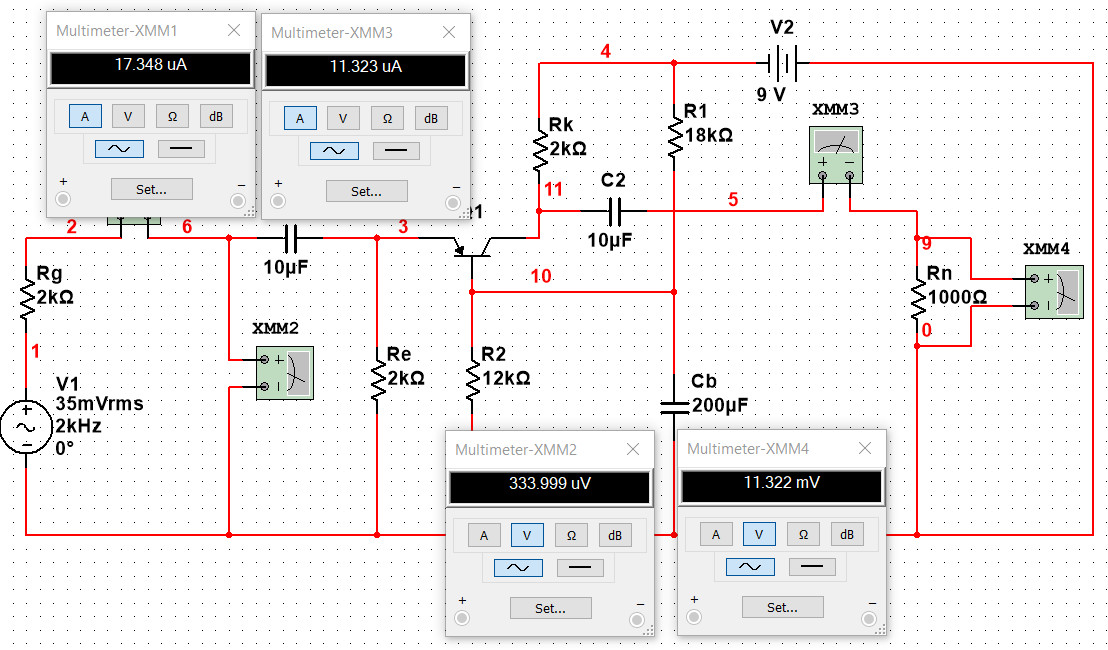 Multimeter-XMM1
17.348 uA
A V Ω dB
+ Set... −
Multimeter-XMM3
11.323 uA
A V Ω dB
+ Set... −
4
V2
9 V
XMM3
+ −
Rk
2kΩ
R1
18kΩ
11
C2
10µF
5
1
2
6
3
10µF
10
9
XMM4
+
Rn
1000Ω
0
Rg
2kΩ
XMM2
+
1
V1
35mVrms
2kHz
0°
Re
2kΩ
R2
12kΩ
Cb
200µF
Multimeter-XMM2
333.999 uV
A V Ω dB
+ Set... −
Multimeter-XMM4
11.322 mV
A V Ω dB
+ Set... −